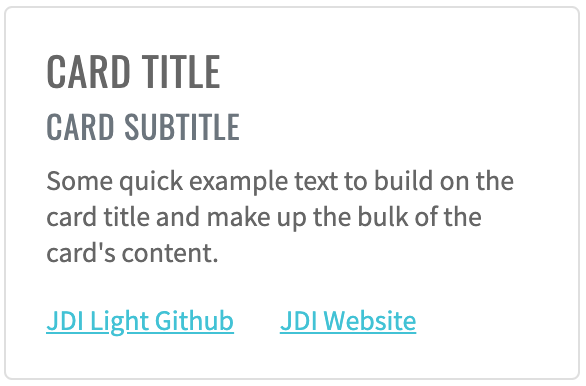 CARD TITLE
CARD SUBTITLE
Some quick example text to build on the
card title and make up the bulk of the
card's content.
JDI Light Github JDI Website